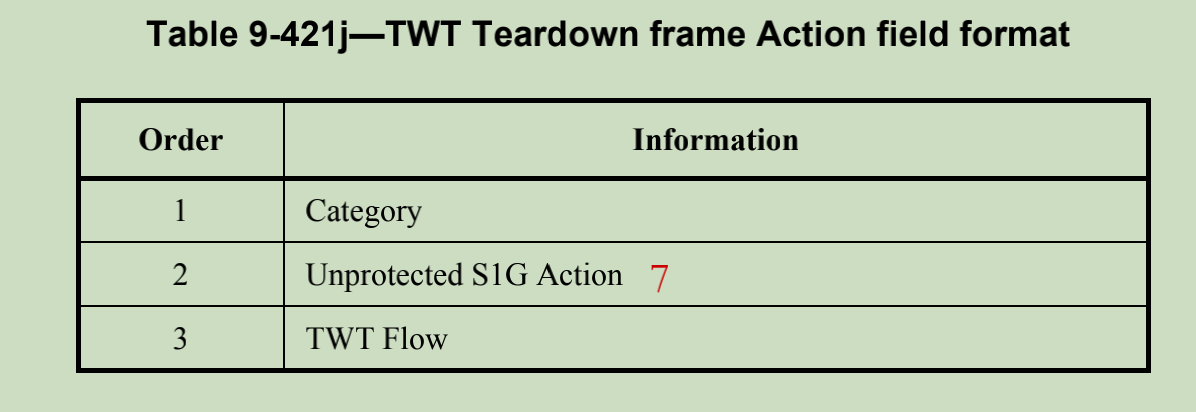 Table 9-421j—TWT Teardown frame Action field format
Order Information
1 Category
2 Unprotected S1G Action 7
3 TWT Flow